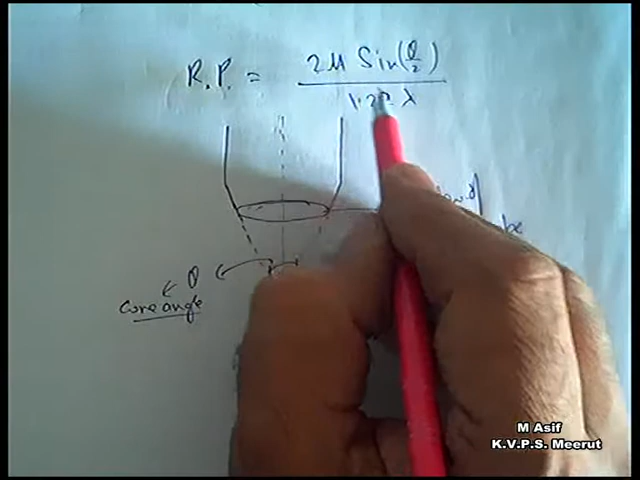 R.P. = 2μ Sin(θ/2) / 1.22 λ
θ
Cone angle
M Asif
K.V.P.S. Meerut